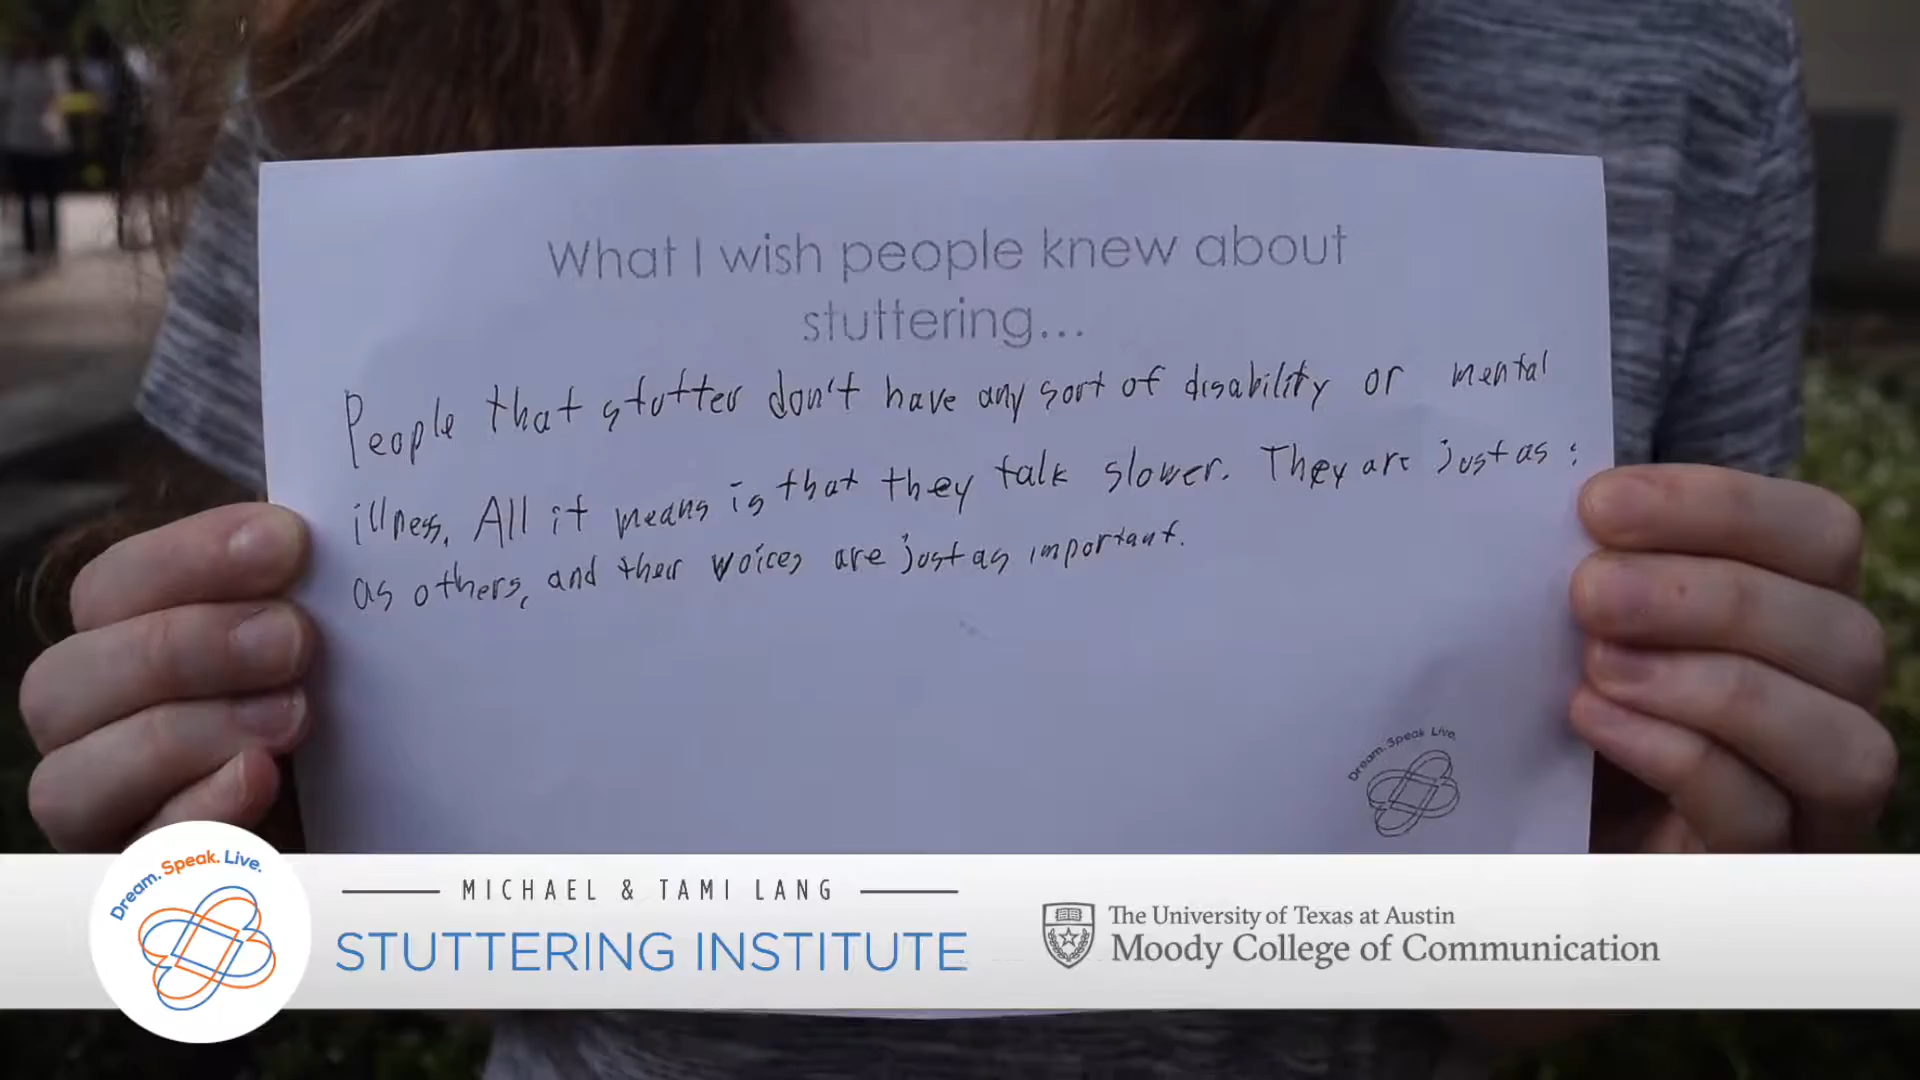 What I wish people knew about
stuttering...
People that stutter don't have any sort of disability or mental
illness. All it means is that they talk slower. They are just as
as others, and their voices are just as important.
Dream. Speak. Live.
Dream. Speak. Live.
MICHAEL & TAMI LANG
STUTTERING INSTITUTE
The University of Texas at Austin
Moody College of Communication